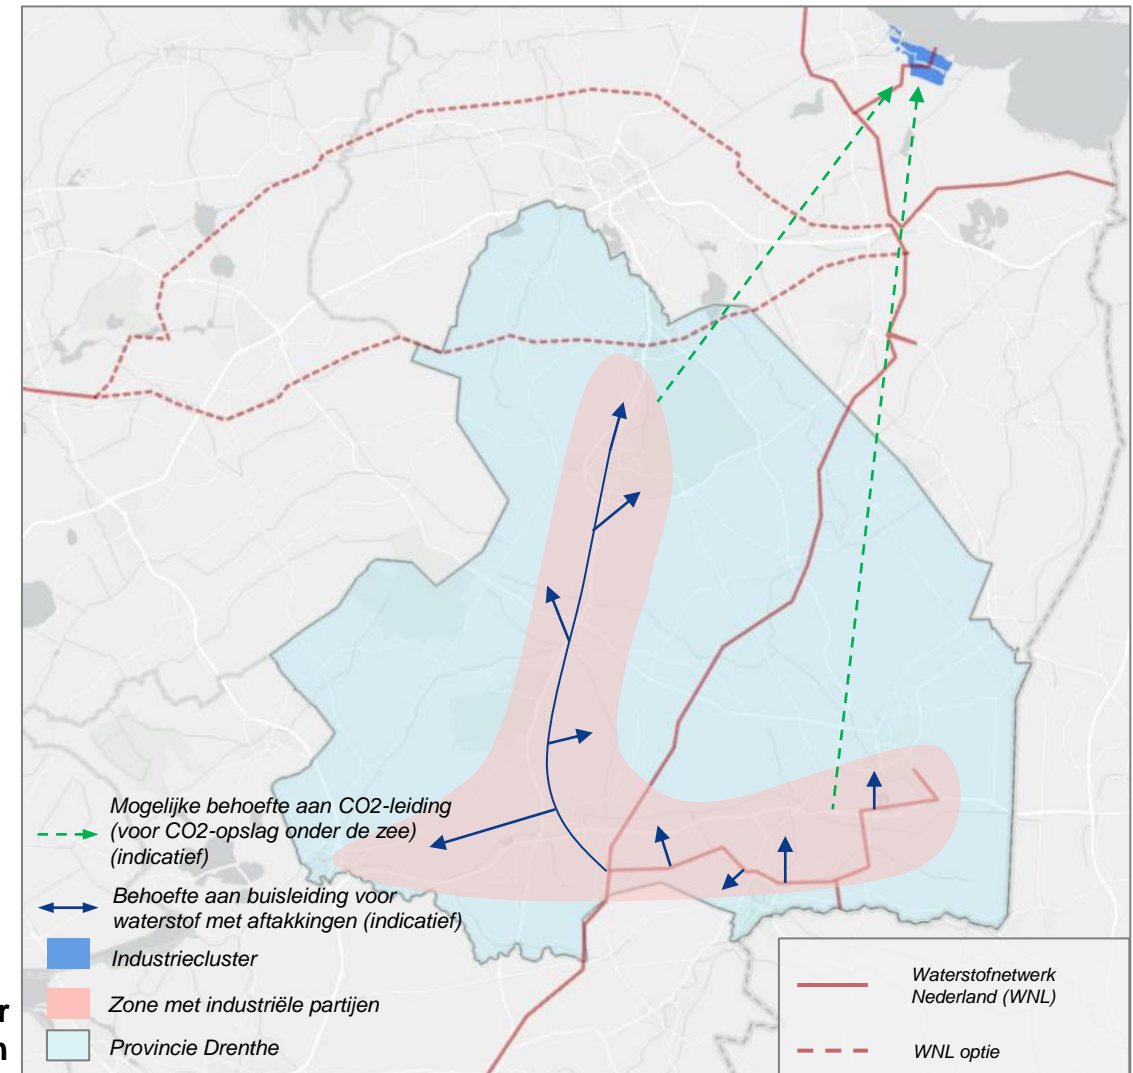 Mogelijke behoefte aan CO2-leiding
(voor CO2-opslag onder de zee)
(indicatief)
Behoefte aan buisleiding voor
waterstof met aftakkingen (indicatief)
Industriecluster
Zone met industriële partijen
Provincie Drenthe
r
n
Waterstofnetwerk
Nederland (WNL)
WNL optie